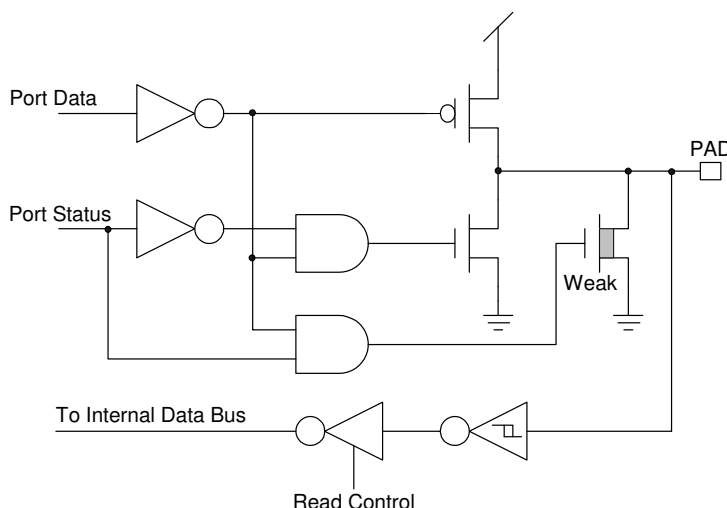 Port Data
PAD
Port Status
Weak
To Internal Data Bus
Read Control